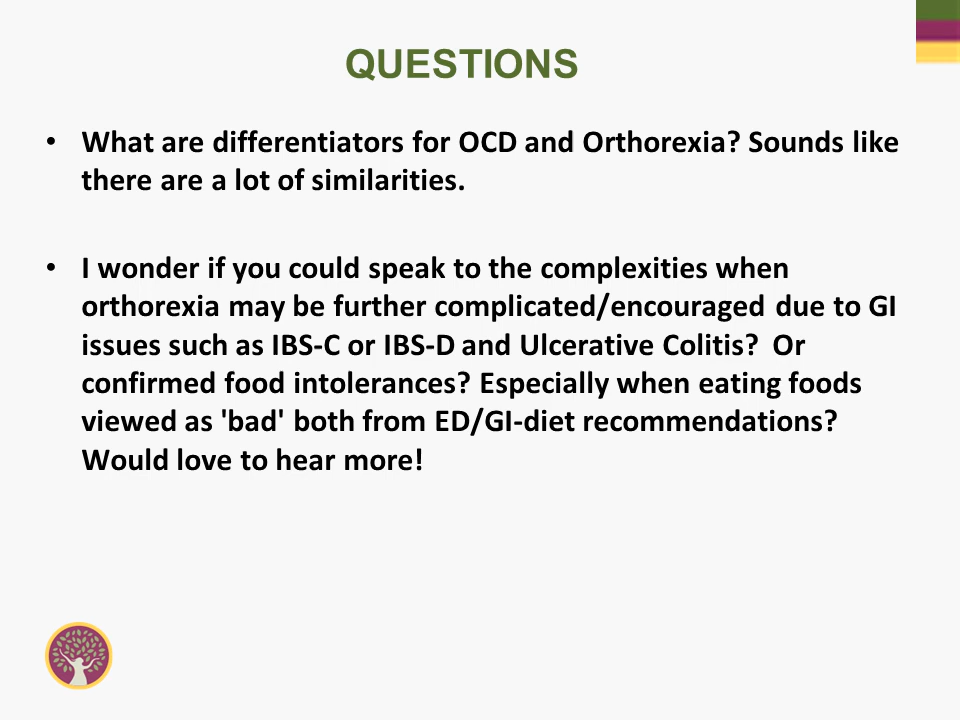 QUESTIONS
• What are differentiators for OCD and Orthorexia? Sounds like
there are a lot of similarities.
• I wonder if you could speak to the complexities when
orthorexia may be further complicated/encouraged due to GI
issues such as IBS-C or IBS-D and Ulcerative Colitis?  Or
confirmed food intolerances? Especially when eating foods
viewed as 'bad' both from ED/GI-diet recommendations?
Would love to hear more!